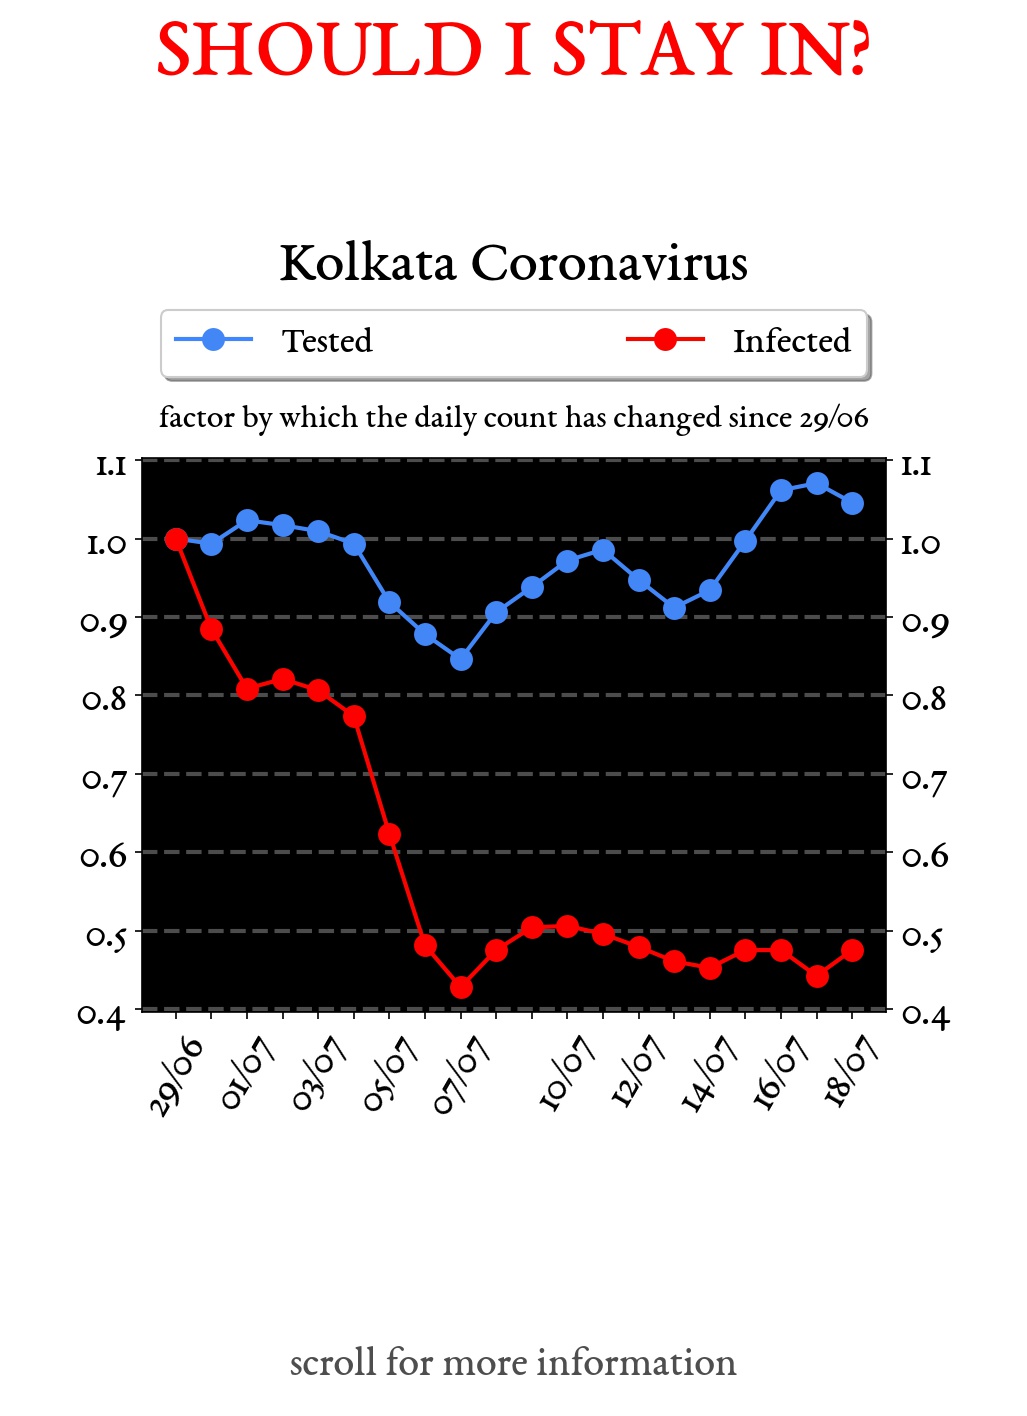 SHOULD I STAY IN?
Kolkata Coronavirus
Tested Infected
factor by which the daily count has changed since 29/06
1.1 1.1
1.0 1.0
0.9 0.9
0.8 0.8
0.7 0.7
0.6 0.6
0.5 0.5
0.4 0.4
29/06 01/07 03/07 05/07 07/07 10/07 12/07 14/07 16/07 18/07
scroll for more information